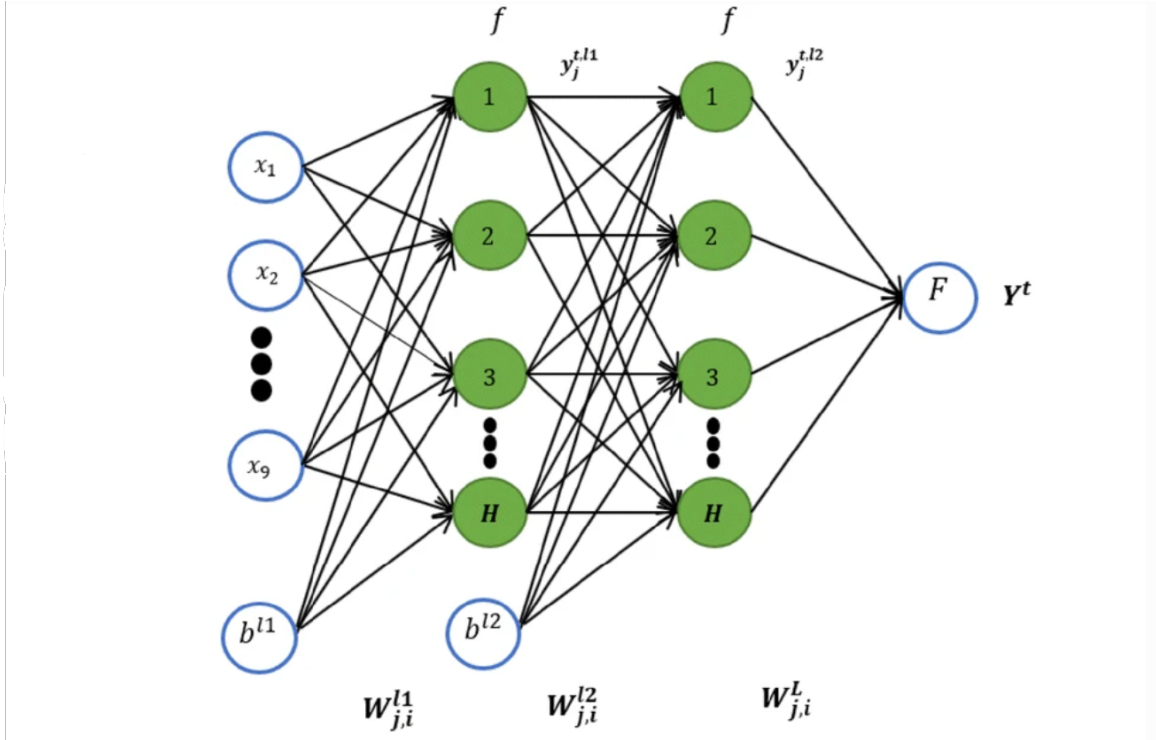 f f
y_j^{t,l1} y_j^{t,l2}
1 1
x_1
2 2
x_2
F Y^t
3 3
x_9
H H
b^{l1} b^{l2}
W_{j,i}^{l1} W_{j,i}^{l2} W_{j,i}^{L}